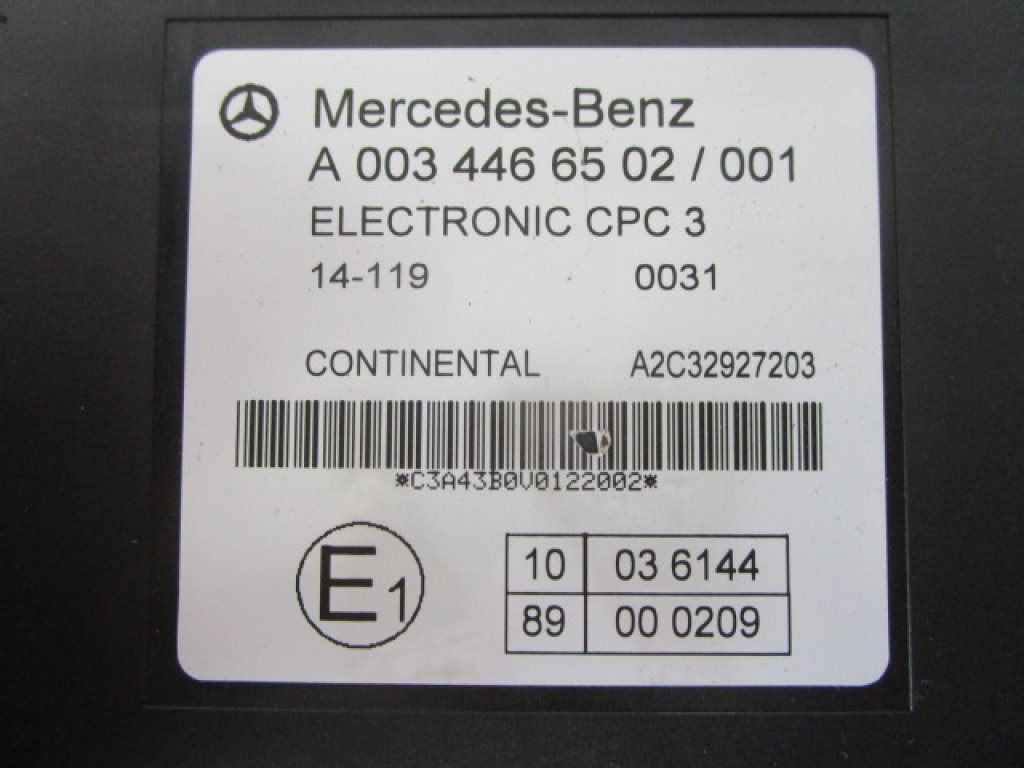 Mercedes-Benz
A 003 446 65 02 / 001
ELECTRONIC CPC 3
14-119 0031
CONTINENTAL A2C32927203
*C3A43B0V0122002*
E1
10 03 6144
89 00 0209